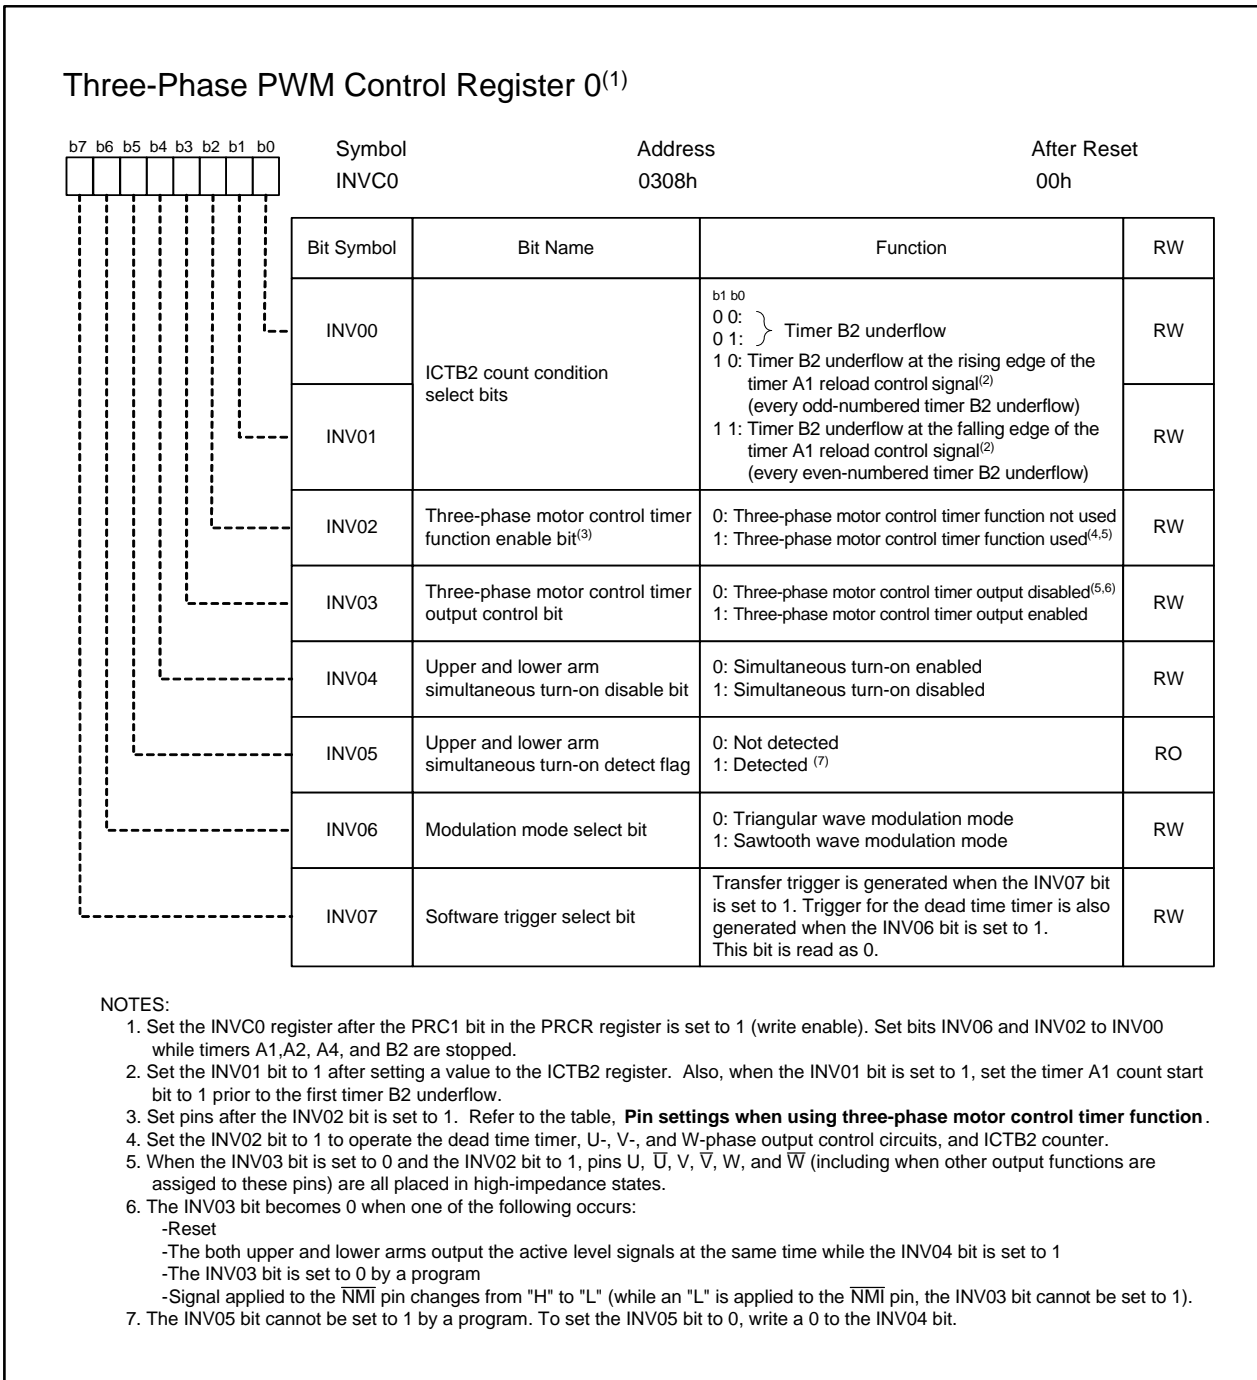 Three-Phase PWM Control Register 0(1)
b7 b6 b5 b4 b3 b2 b1 b0
Symbol Address After Reset
INVC0 0308h 00h
Bit Symbol Bit Name Function RW
INV00
INV01
ICTB2 count condition
select bits
b1 b0
0 0:
0 1:
Timer B2 underflow
1 0: Timer B2 underflow at the rising edge of the
timer A1 reload control signal(2)
(every odd-numbered timer B2 underflow)
1 1: Timer B2 underflow at the falling edge of the
timer A1 reload control signal(2)
(every even-numbered timer B2 underflow)
RW
RW
INV02
Three-phase motor control timer
function enable bit(3)
0: Three-phase motor control timer function not used
1: Three-phase motor control timer function used(4,5)
RW
INV03
Three-phase motor control timer
output control bit
0: Three-phase motor control timer output disabled(5,6)
1: Three-phase motor control timer output enabled
RW
INV04
Upper and lower arm
simultaneous turn-on disable bit
0: Simultaneous turn-on enabled
1: Simultaneous turn-on disabled
RW
INV05
Upper and lower arm
simultaneous turn-on detect flag
0: Not detected
1: Detected (7)
RO
INV06
Modulation mode select bit
0: Triangular wave modulation mode
1: Sawtooth wave modulation mode
RW
INV07
Software trigger select bit
Transfer trigger is generated when the INV07 bit
is set to 1. Trigger for the dead time timer is also
generated when the INV06 bit is set to 1.
This bit is read as 0.
RW
NOTES:
1. Set the INVC0 register after the PRC1 bit in the PRCR register is set to 1 (write enable). Set bits INV06 and INV02 to INV00
while timers A1,A2, A4, and B2 are stopped.
2. Set the INV01 bit to 1 after setting a value to the ICTB2 register. Also, when the INV01 bit is set to 1, set the timer A1 count start
bit to 1 prior to the first timer B2 underflow.
3. Set pins after the INV02 bit is set to 1. Refer to the table, Pin settings when using three-phase motor control timer function.
4. Set the INV02 bit to 1 to operate the dead time timer, U-, V-, and W-phase output control circuits, and ICTB2 counter.
5. When the INV03 bit is set to 0 and the INV02 bit to 1, pins U, U̅, V, V̅, W, and W̅ (including when other output functions are
assiged to these pins) are all placed in high-impedance states.
6. The INV03 bit becomes 0 when one of the following occurs:
-Reset
-The both upper and lower arms output the active level signals at the same time while the INV04 bit is set to 1
-The INV03 bit is set to 0 by a program
-Signal applied to the N̅M̅I̅ pin changes from "H" to "L" (while an "L" is applied to the N̅M̅I̅ pin, the INV03 bit cannot be set to 1).
7. The INV05 bit cannot be set to 1 by a program. To set the INV05 bit to 0, write a 0 to the INV04 bit.